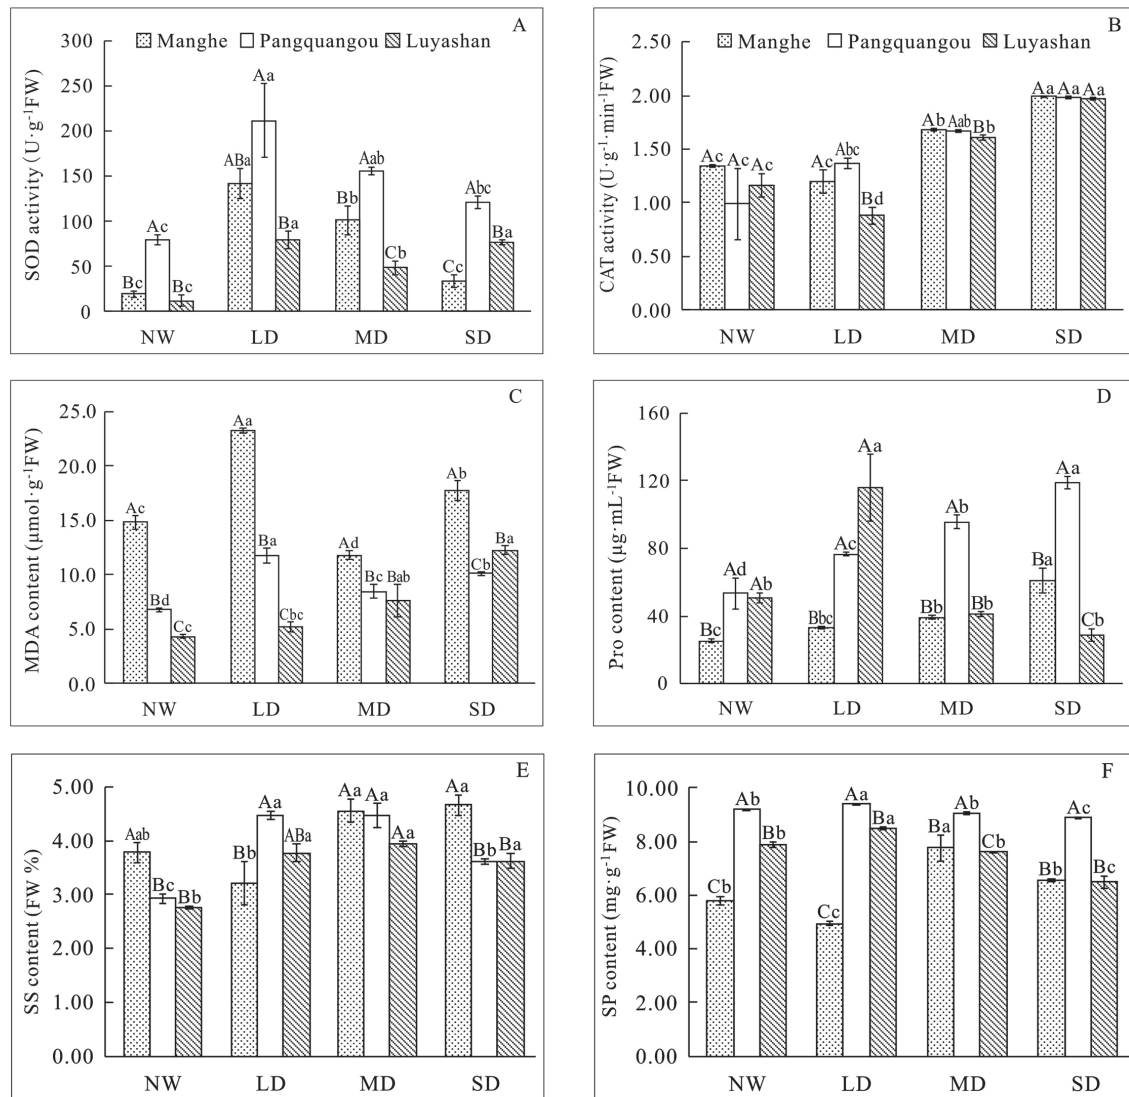 A
SOD activity (U·g⁻¹FW)
300
250
200
150
100
50
0
Manghe Pangquangou Luyashan
Bc Ac Bc
ABa Aa Ba
Bb Aab Cb
Cc Abc Ba
NW LD MD SD
B
CAT activity (U·g⁻¹·min⁻¹FW)
2.50
2.00
1.50
1.00
0.50
0.00
Manghe Pangquangou Luyashan
Ac Ac Ac
Ac Abc Bd
Ab Aab Bb
Aa Aa Aa
NW LD MD SD
C
MDA content (μmol·g⁻¹FW)
25.0
20.0
15.0
10.0
5.0
0.0
Ac Bd Cc
Aa Ba Cbc
Ad Bc Bab
Ab Cb Ba
NW LD MD SD
D
Pro content (μg·mL⁻¹FW)
160
120
80
40
0
Bc Ad Ab
Bbc Ac Aa
Bb Ab Bb
Ba Aa Cb
NW LD MD SD
E
SS content (FW %)
5.00
4.00
3.00
2.00
1.00
0.00
Aab Bc Bb
Bb Aa ABa
Aa Aa Aa
Aa Bb Ba
NW LD MD SD
F
SP content (mg·g⁻¹FW)
10.00
8.00
6.00
4.00
2.00
0.00
Cb Ab Bb
Cc Aa Ba
Ba Ab Cb
Bb Ac Bc
NW LD MD SD